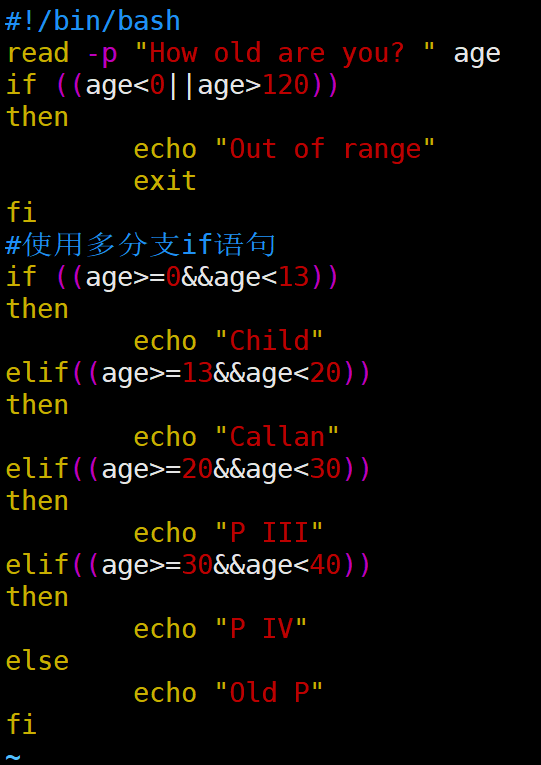 #!/bin/bash
read -p "How old are you? " age
if ((age<0||age>120))
then
        echo "Out of range"
        exit
fi
#使用多分支if语句
if ((age>=0&&age<13))
then
        echo "Child"
elif((age>=13&&age<20))
then
        echo "Callan"
elif((age>=20&&age<30))
then
        echo "P III"
elif((age>=30&&age<40))
then
        echo "P IV"
else
        echo "Old P"
fi
~